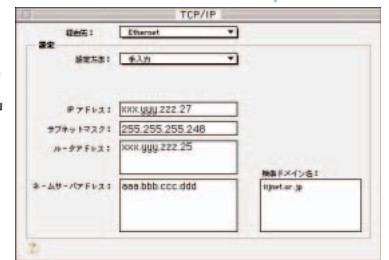 TCP/IP
経由先： Ethernet
設定
設定方法： 手入力
IP アドレス： xxx.yyy.zzz.27
サブネットマスク： 255.255.255.248
ルータアドレス： xxx.yyy.zzz.25
検索ドメイン名：
ネームサーバアドレス： aaa.bbb.ccc.ddd
iijnet.or.jp
?